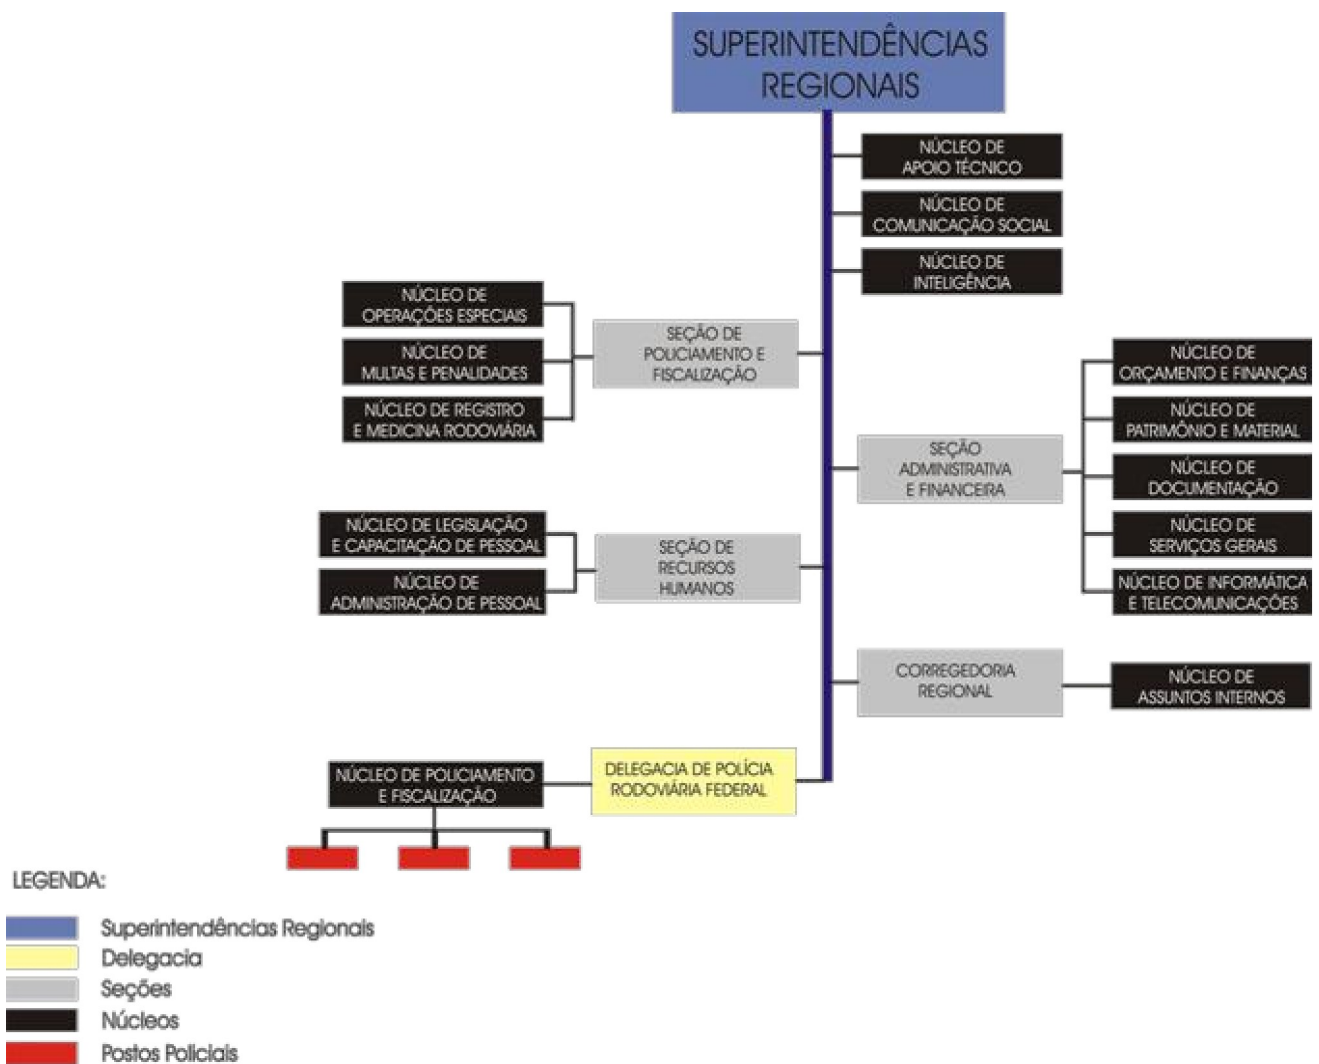 SUPERINTENDÊNCIAS
REGIONAIS
NÚCLEO DE
APOIO TÉCNICO
NÚCLEO DE
COMUNICAÇÃO SOCIAL
NÚCLEO DE
INTELIGÊNCIA
NÚCLEO DE
OPERAÇÕES ESPECIAIS
NÚCLEO DE
MULTAS E PENALIDADES
NÚCLEO DE REGISTRO
E MEDICINA RODOVIÁRIA
SEÇÃO DE
POLICIAMENTO E
FISCALIZAÇÃO
SEÇÃO
ADMINISTRATIVA
E FINANCEIRA
NÚCLEO DE
ORÇAMENTO E FINANÇAS
NÚCLEO DE
PATRIMÔNIO E MATERIAL
NÚCLEO DE
DOCUMENTAÇÃO
NÚCLEO DE
SERVIÇOS GERAIS
NÚCLEO DE INFORMÁTICA
E TELECOMUNICAÇÕES
NÚCLEO DE LEGISLAÇÃO
E CAPACITAÇÃO DE PESSOAL
NÚCLEO DE
ADMINISTRAÇÃO DE PESSOAL
SEÇÃO DE
RECURSOS
HUMANOS
CORREGEDORIA
REGIONAL
NÚCLEO DE
ASSUNTOS INTERNOS
NÚCLEO DE POLICIAMENTO
E FISCALIZAÇÃO
DELEGACIA DE POLÍCIA
RODOVIÁRIA FEDERAL
LEGENDA:
Superintendências Regionais
Delegacia
Seções
Núcleos
Postos Policiais